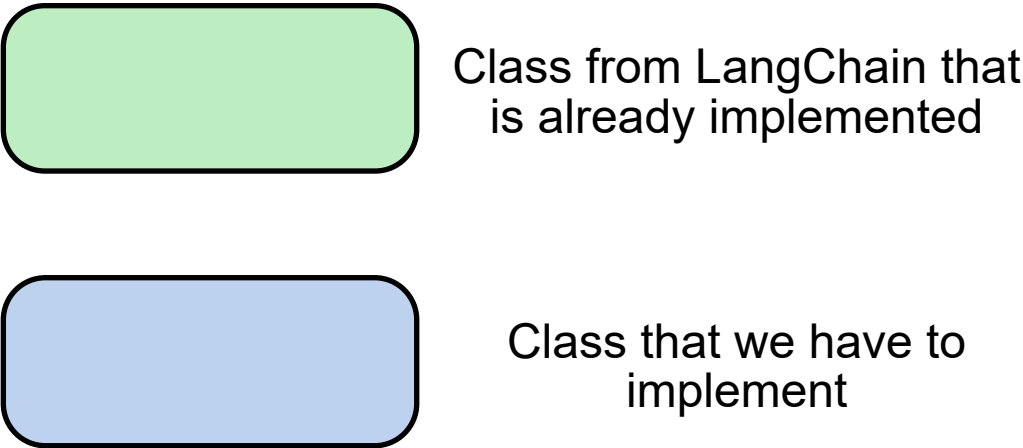 Class from LangChain that
is already implemented
Class that we have to
implement